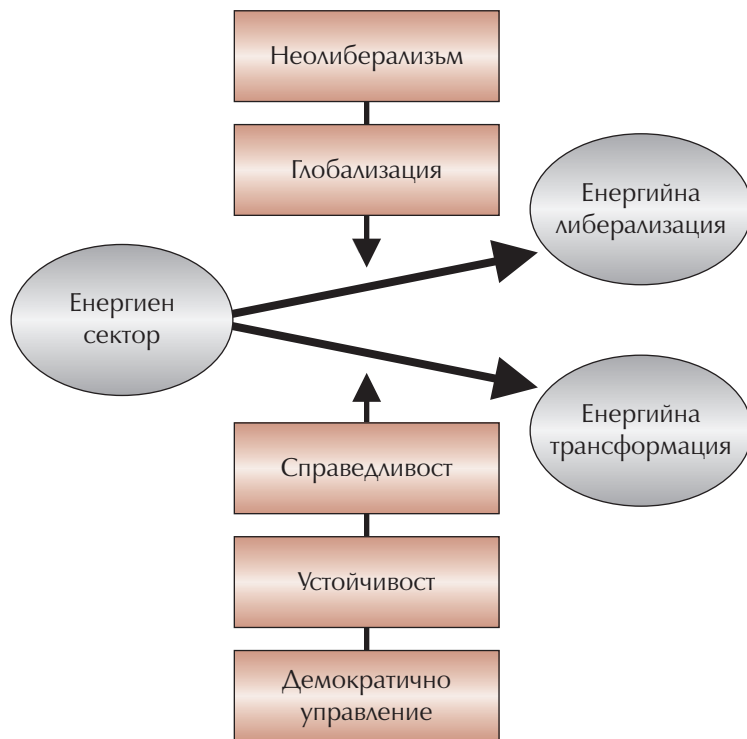 Неолиберализъм
Глобализация
Енергийна
либерализация
Енергиен
сектор
Енергийна
трансформация
Справедливост
Устойчивост
Демократично
управление